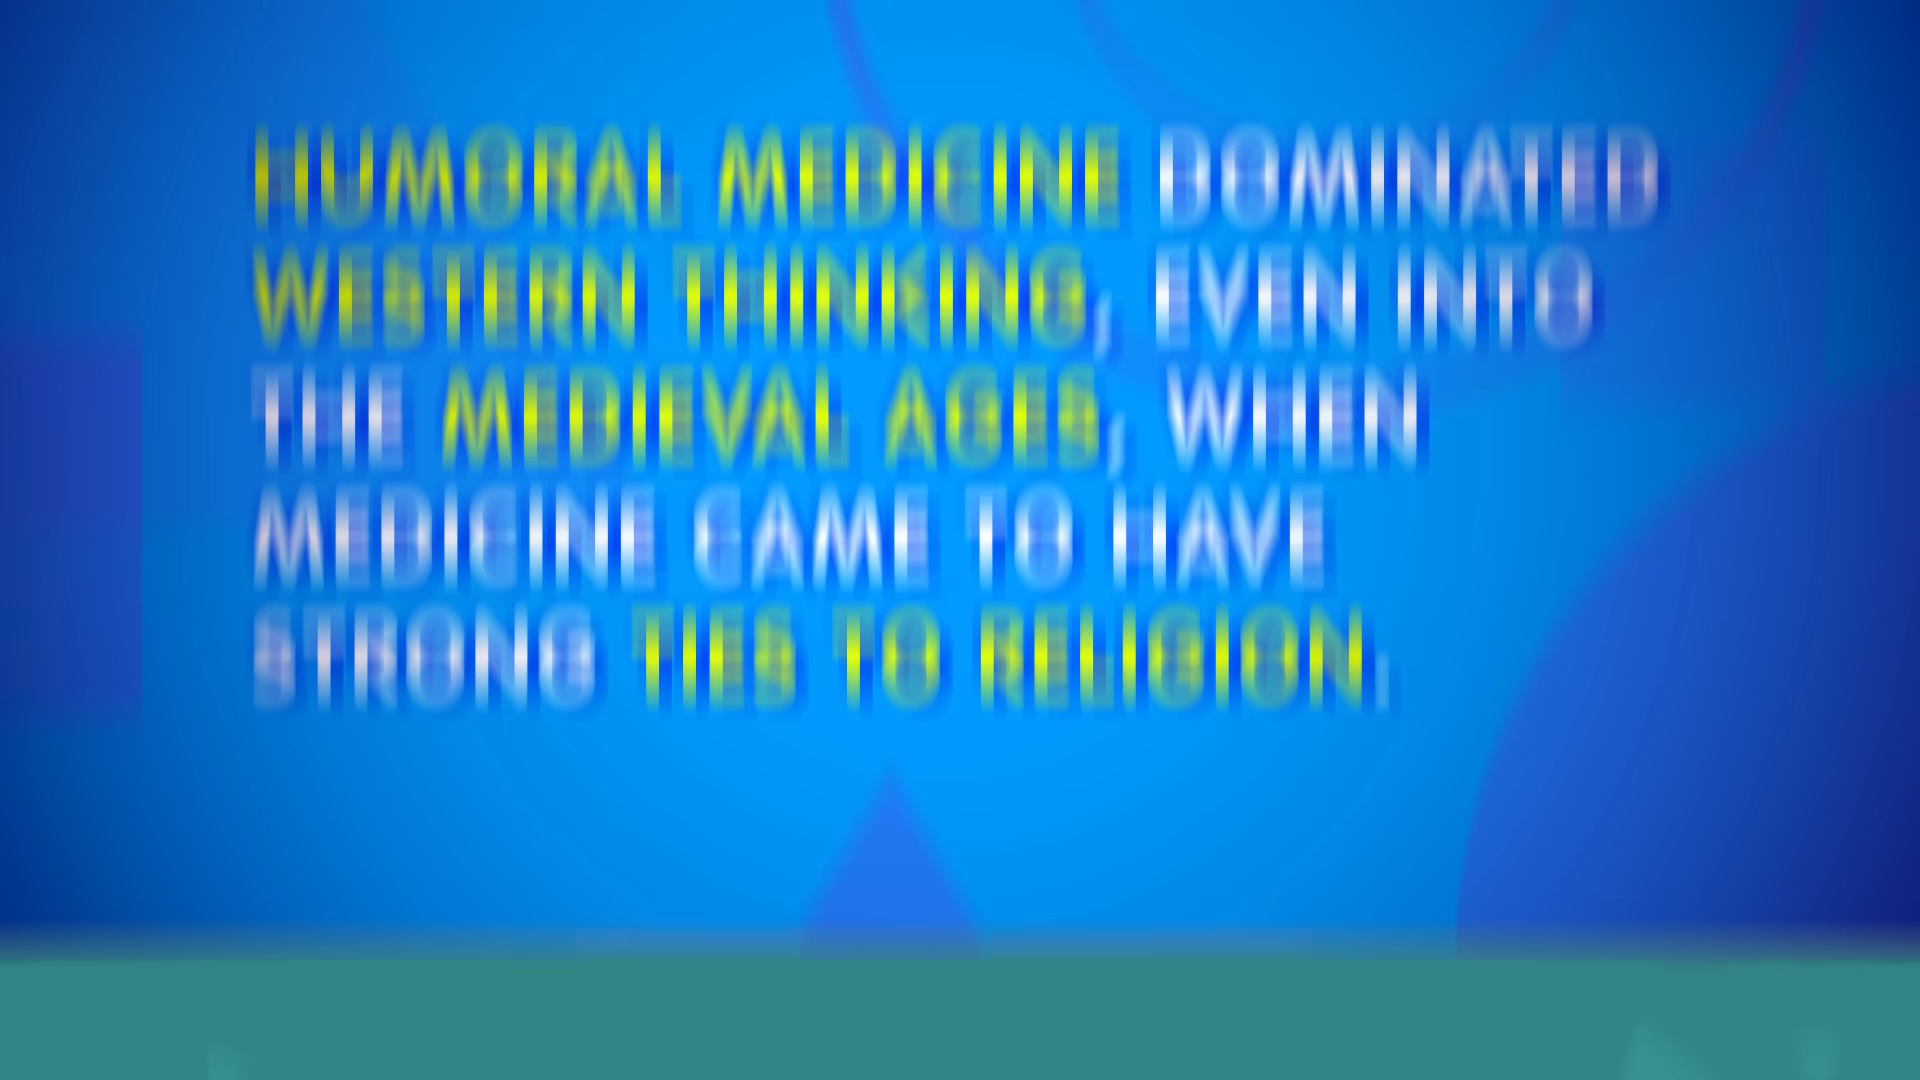 HUMORAL MEDICINE DOMINATED
WESTERN THINKING, EVEN INTO
THE MEDIEVAL AGES, WHEN
MEDICINE CAME TO HAVE
STRONG TIES TO RELIGION.